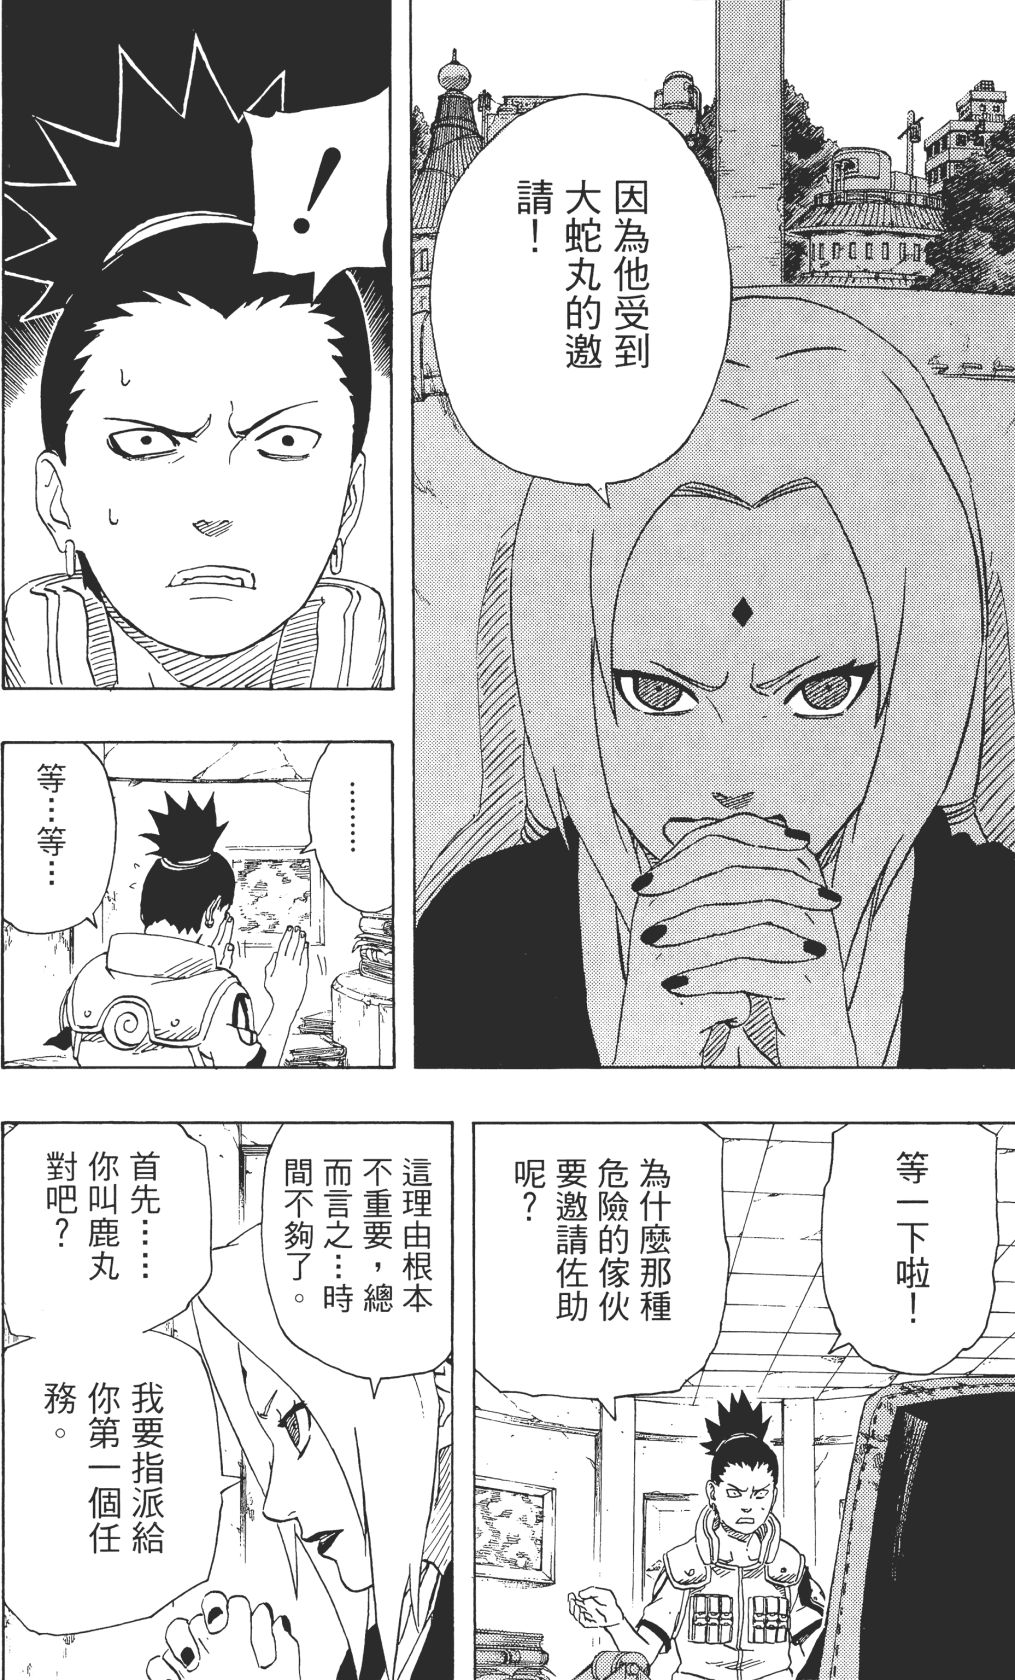 因為他受到
大蛇丸的邀
請！
！
………
等…等…
等一下啦！
為什麼那種
危險的傢伙
要邀請佐助
呢？
這理由根本
不重要，總
而言之…時
間不夠了。
首先……
你叫鹿丸
對吧？
我要指派給
你第一個任
務。